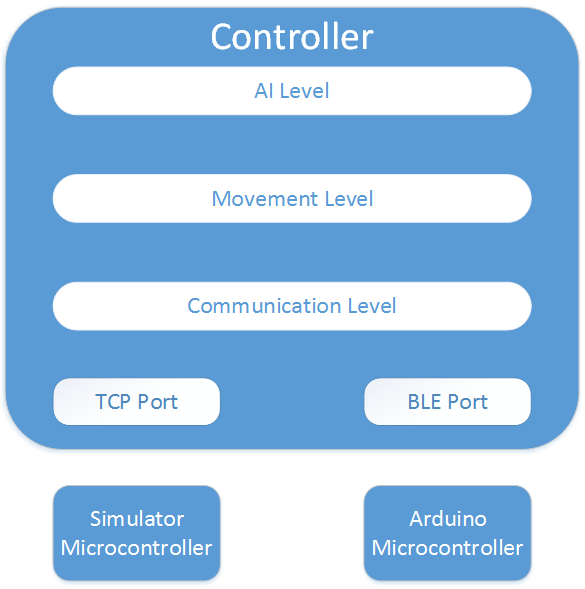 Controller
AI Level
Movement Level
Communication Level
TCP Port
BLE Port
Simulator
Microcontroller
Arduino
Microcontroller